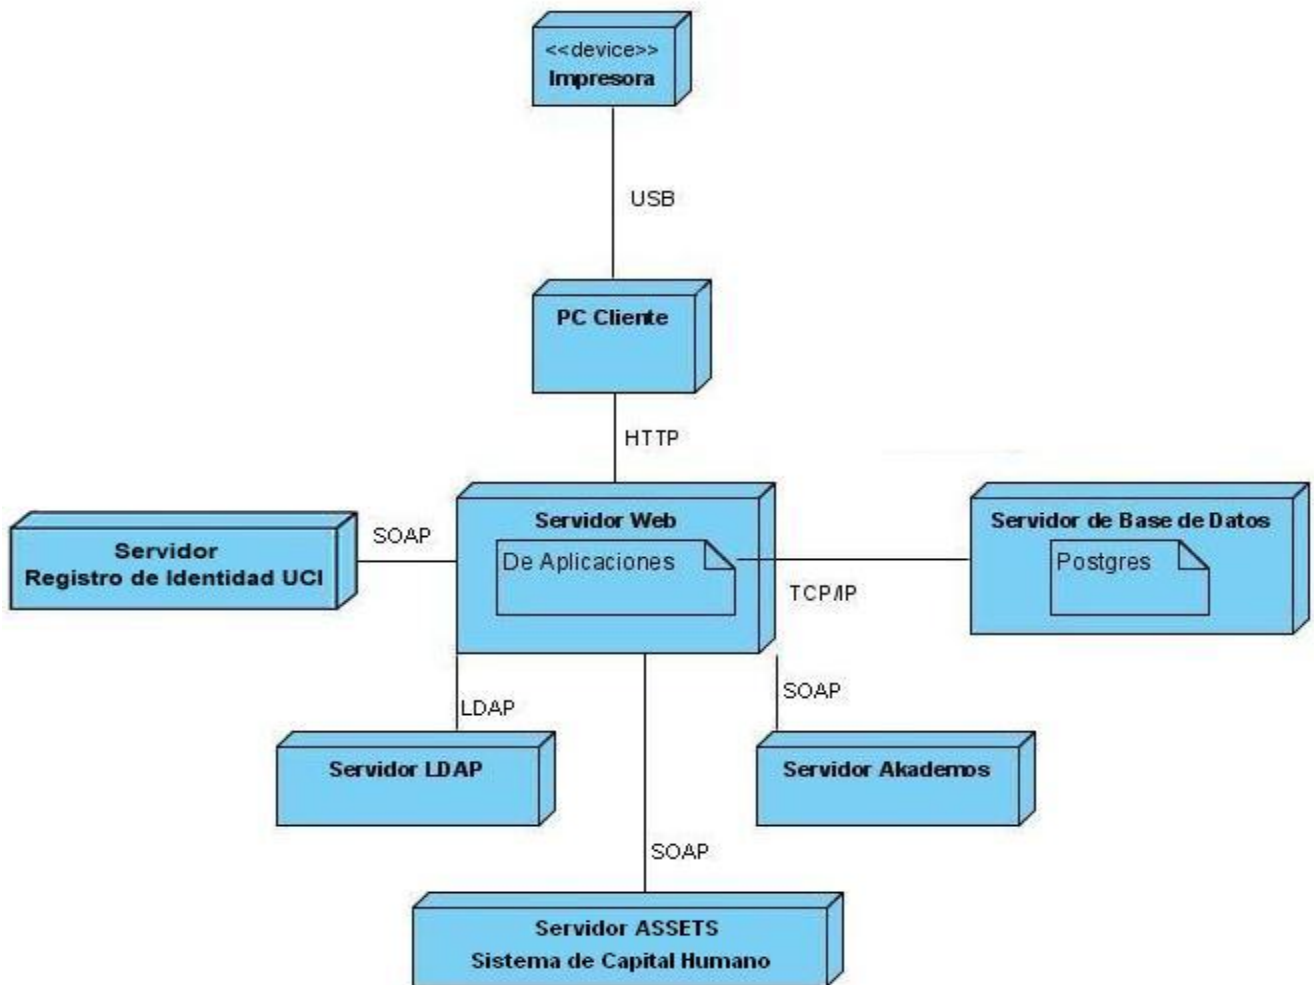 <<device>>
Impresora
USB
PC Cliente
HTTP
Servidor Web
De Aplicaciones
Servidor de Base de Datos
Postgres
SOAP
Servidor
Registro de Identidad UCI
TCP/IP
LDAP
SOAP
Servidor LDAP
Servidor Akademos
SOAP
Servidor ASSETS
Sistema de Capital Humano